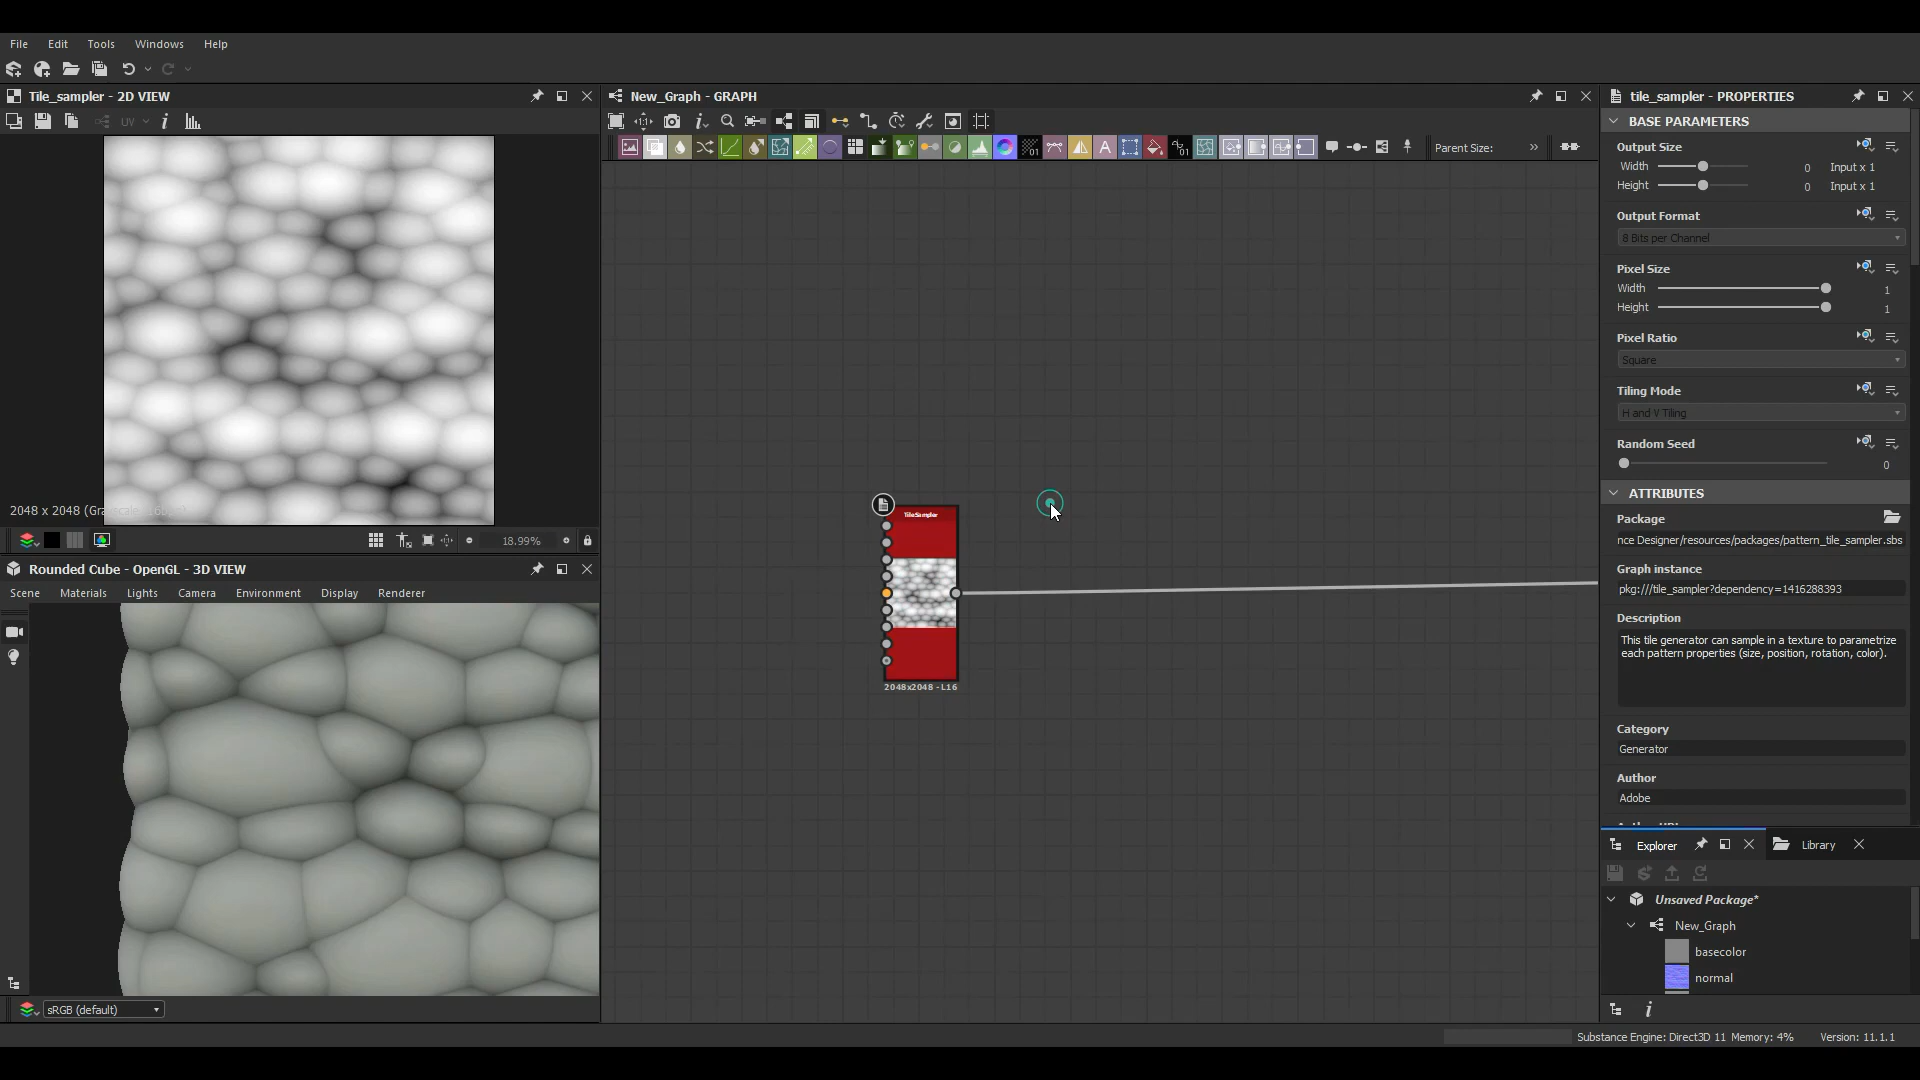 File Edit Tools Windows Help
Tile_sampler - 2D VIEW
UV
2048 x 2048 (Grayscale, 16bpc)
18.99%
Rounded Cube - OpenGL - 3D VIEW
Scene Materials Lights Camera Environment Display Renderer
sRGB (default)
New_Graph - GRAPH
Parent Size:
Tile Sampler
2048x2048 - L16
tile_sampler - PROPERTIES
BASE PARAMETERS
Output Size
Width 0 Input x 1
Height 0 Input x 1
Output Format
8 Bits per Channel
Pixel Size
Width 1
Height 1
Pixel Ratio
Square
Tiling Mode
H and V Tiling
Random Seed
0
ATTRIBUTES
Package
nce Designer/resources/packages/pattern_tile_sampler.sbs
Graph instance
pkg:///tile_sampler?dependency=1416288393
Description
This tile generator can sample in a texture to parametrize
each pattern properties (size, position, rotation, color).
Category
Generator
Author
Adobe
Explorer Library
Unsaved Package*
New_Graph
basecolor
normal
Substance Engine: Direct3D 11 Memory: 4% Version: 11.1.1